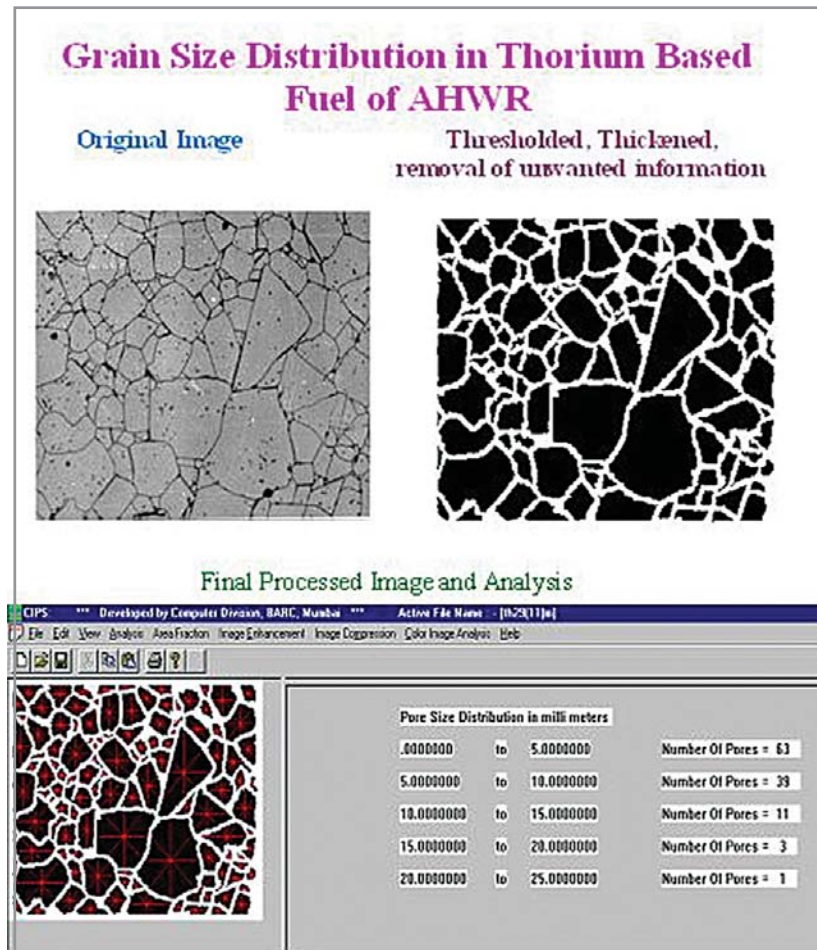 Grain Size Distribution in Thorium Based
Fuel of AHWR
Original Image
Thresholded, Thickened,
removal of unwanted information
Final Processed Image and Analysis
CIPS: *** Developed by Computer Division, BARC, Mumbai *** Active File Name : -
File Edit View Analysis Area Fraction Image Enhancement Image Compression Color Image Analysis Help
Pore Size Distribution in milli meters
.0000000 to 5.0000000 Number Of Pores = 63
5.0000000 to 10.0000000 Number Of Pores = 39
10.0000000 to 15.0000000 Number Of Pores = 11
15.0000000 to 20.0000000 Number Of Pores = 3
20.0000000 to 25.0000000 Number Of Pores = 1